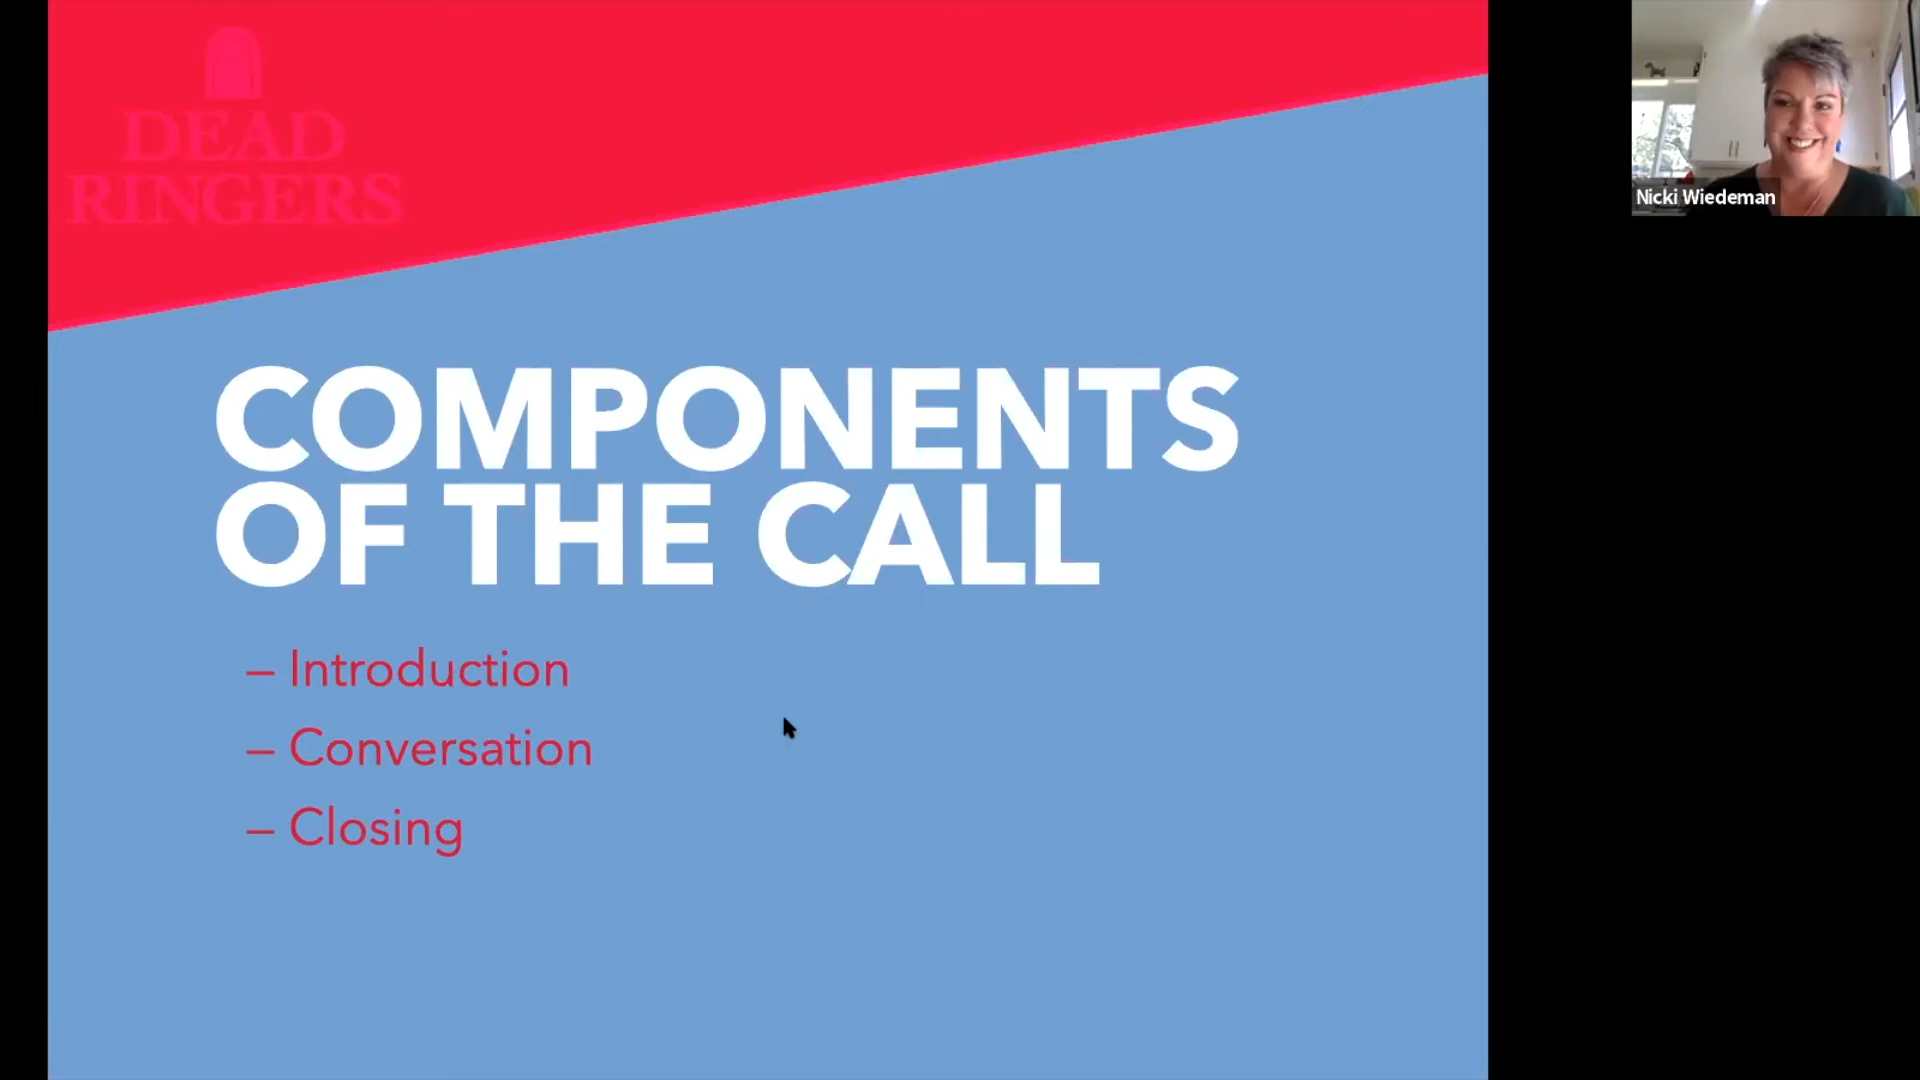 DEAD
RINGERS
COMPONENTS
OF THE CALL
– Introduction
– Conversation
– Closing
Nicki Wiedeman